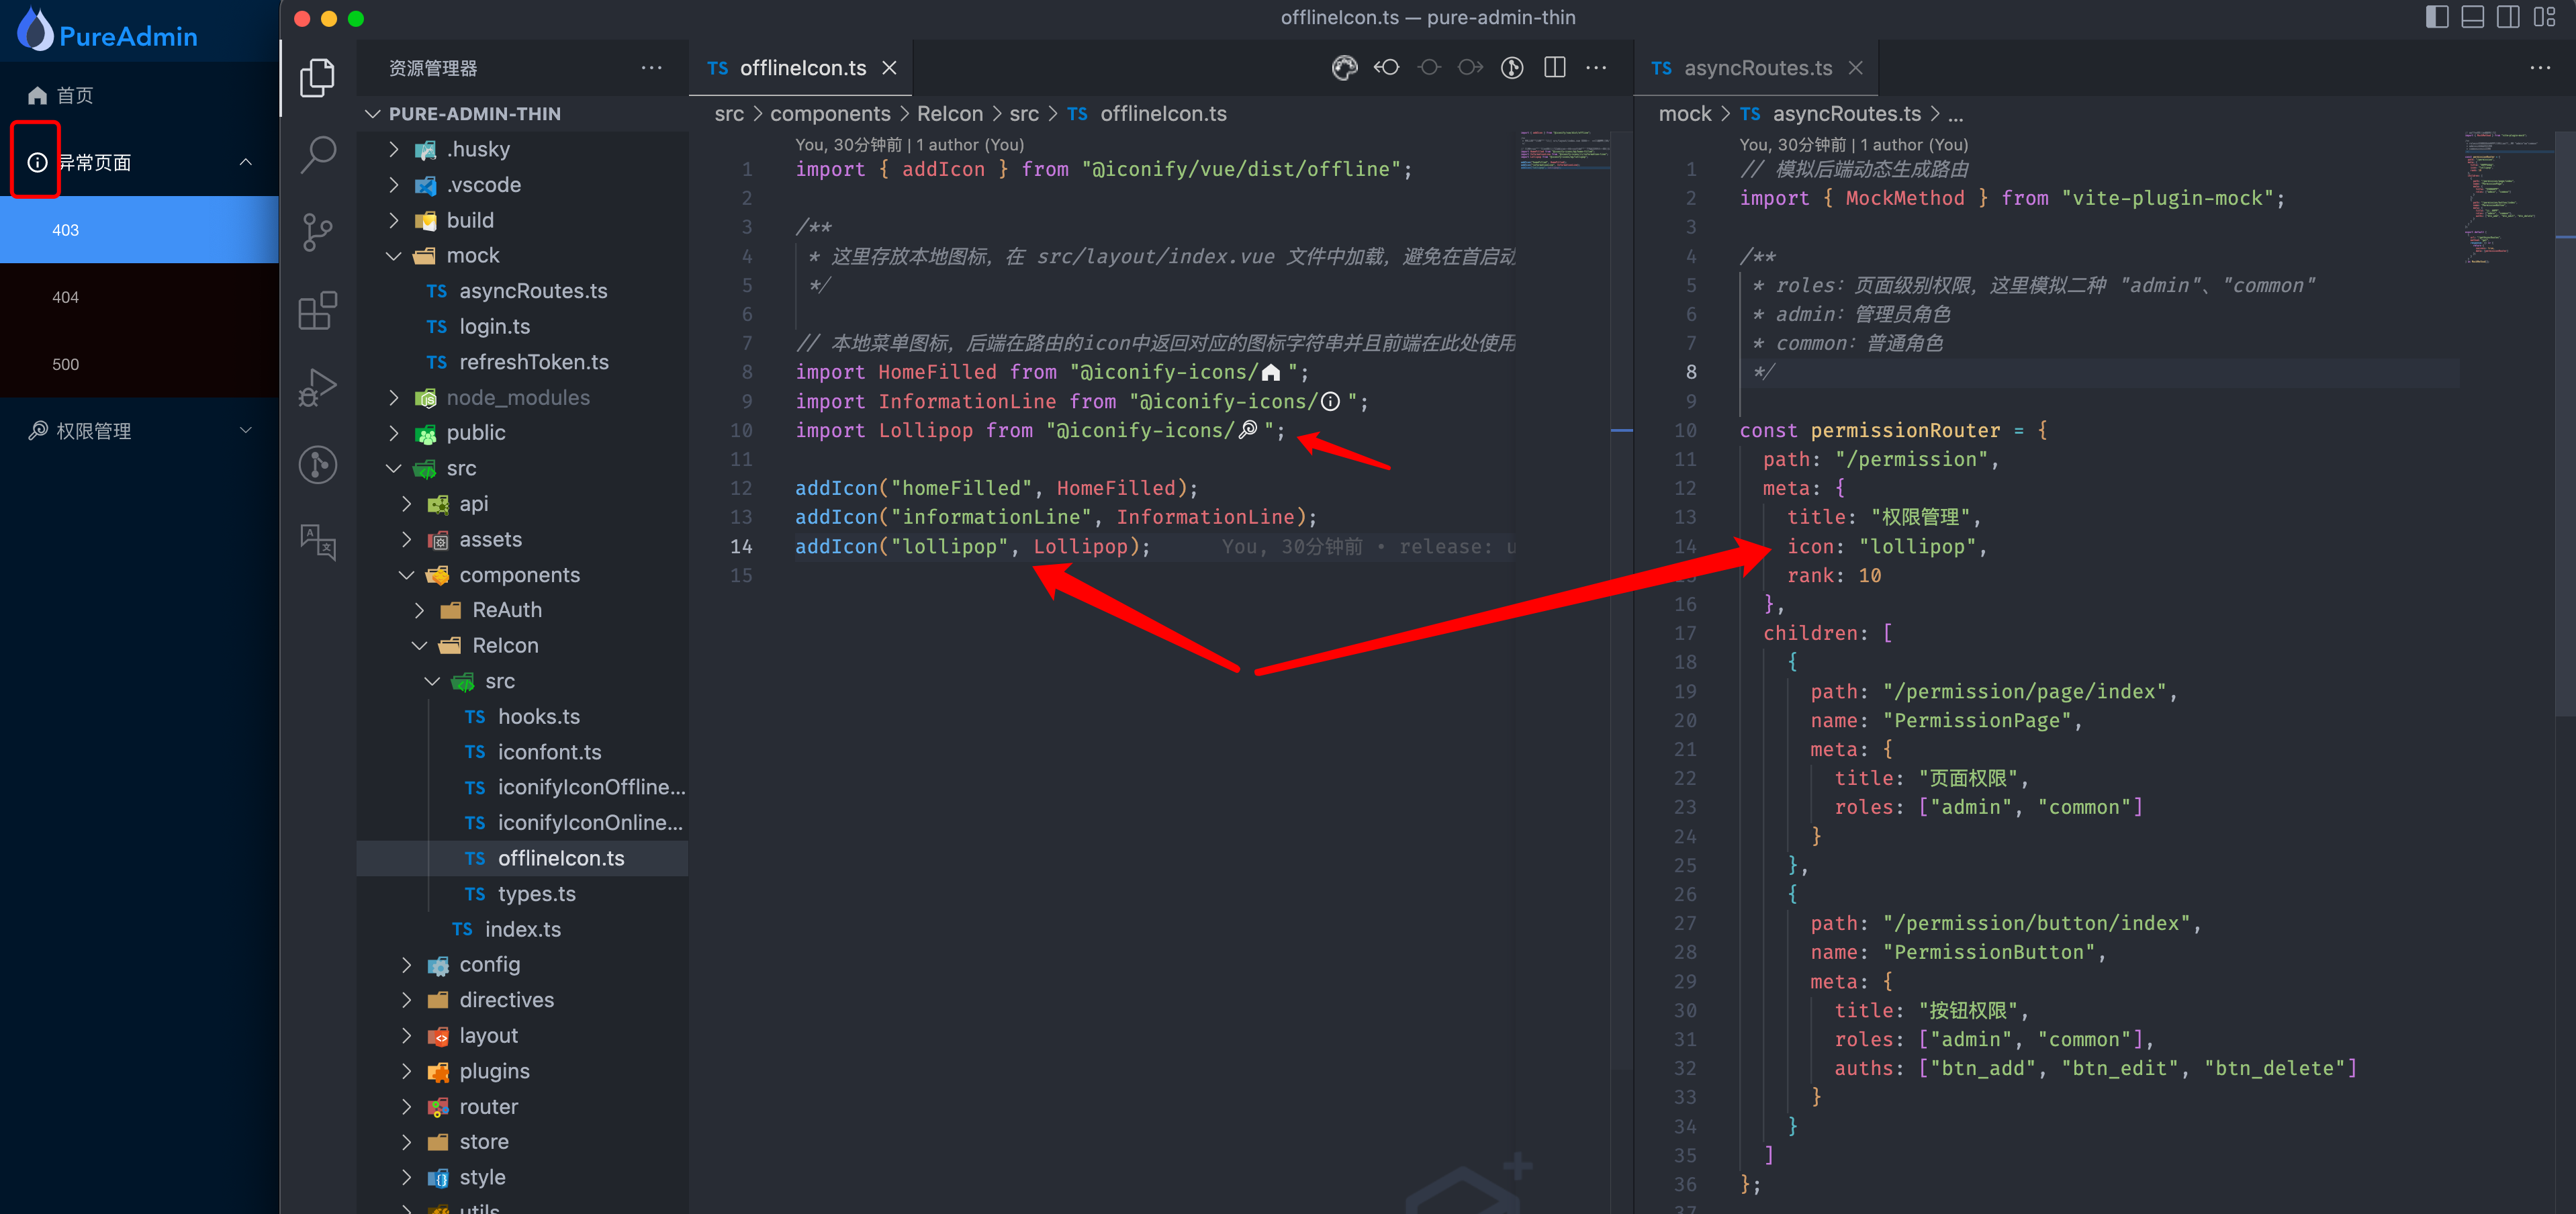 PureAdmin
首页
异常页面
403
404
500
权限管理
offlineIcon.ts — pure-admin-thin
资源管理器
PURE-ADMIN-THIN
.husky
.vscode
build
mock
TS asyncRoutes.ts
TS login.ts
TS refreshToken.ts
node_modules
public
src
api
assets
components
ReAuth
ReIcon
src
TS hooks.ts
TS iconfont.ts
TS iconifyIconOffline...
TS iconifyIconOnline...
TS offlineIcon.ts
TS types.ts
TS index.ts
config
directives
layout
plugins
router
store
style
utils
TS offlineIcon.ts
src > components > ReIcon > src > TS offlineIcon.ts
You, 30分钟前 | 1 author (You)
1 import { addIcon } from "@iconify/vue/dist/offline";
2
3 /**
4 * 这里存放本地图标，在 src/layout/index.vue 文件中加载，避免在首启动
5 */
6
7 // 本地菜单图标，后端在路由的icon中返回对应的图标字符串并且前端在此处使用
8 import HomeFilled from "@iconify-icons/ ";
9 import InformationLine from "@iconify-icons/ ";
10 import Lollipop from "@iconify-icons/ ";
11
12 addIcon("homeFilled", HomeFilled);
13 addIcon("informationLine", InformationLine);
14 addIcon("lollipop", Lollipop); You, 30分钟前 • release: u
15
TS asyncRoutes.ts
mock > TS asyncRoutes.ts > ...
You, 30分钟前 | 1 author (You)
1 // 模拟后端动态生成路由
2 import { MockMethod } from "vite-plugin-mock";
3
4 /**
5 * roles：页面级别权限，这里模拟二种 "admin"、"common"
6 * admin：管理员角色
7 * common：普通角色
8 */
9
10 const permissionRouter = {
11 path: "/permission",
12 meta: {
13 title: "权限管理",
14 icon: "lollipop",
15 rank: 10
16 },
17 children: [
18 {
19 path: "/permission/page/index",
20 name: "PermissionPage",
21 meta: {
22 title: "页面权限",
23 roles: ["admin", "common"]
24 }
25 },
26 {
27 path: "/permission/button/index",
28 name: "PermissionButton",
29 meta: {
30 title: "按钮权限",
31 roles: ["admin", "common"],
32 auths: ["btn_add", "btn_edit", "btn_delete"]
33 }
34 }
35 ]
36 };
37